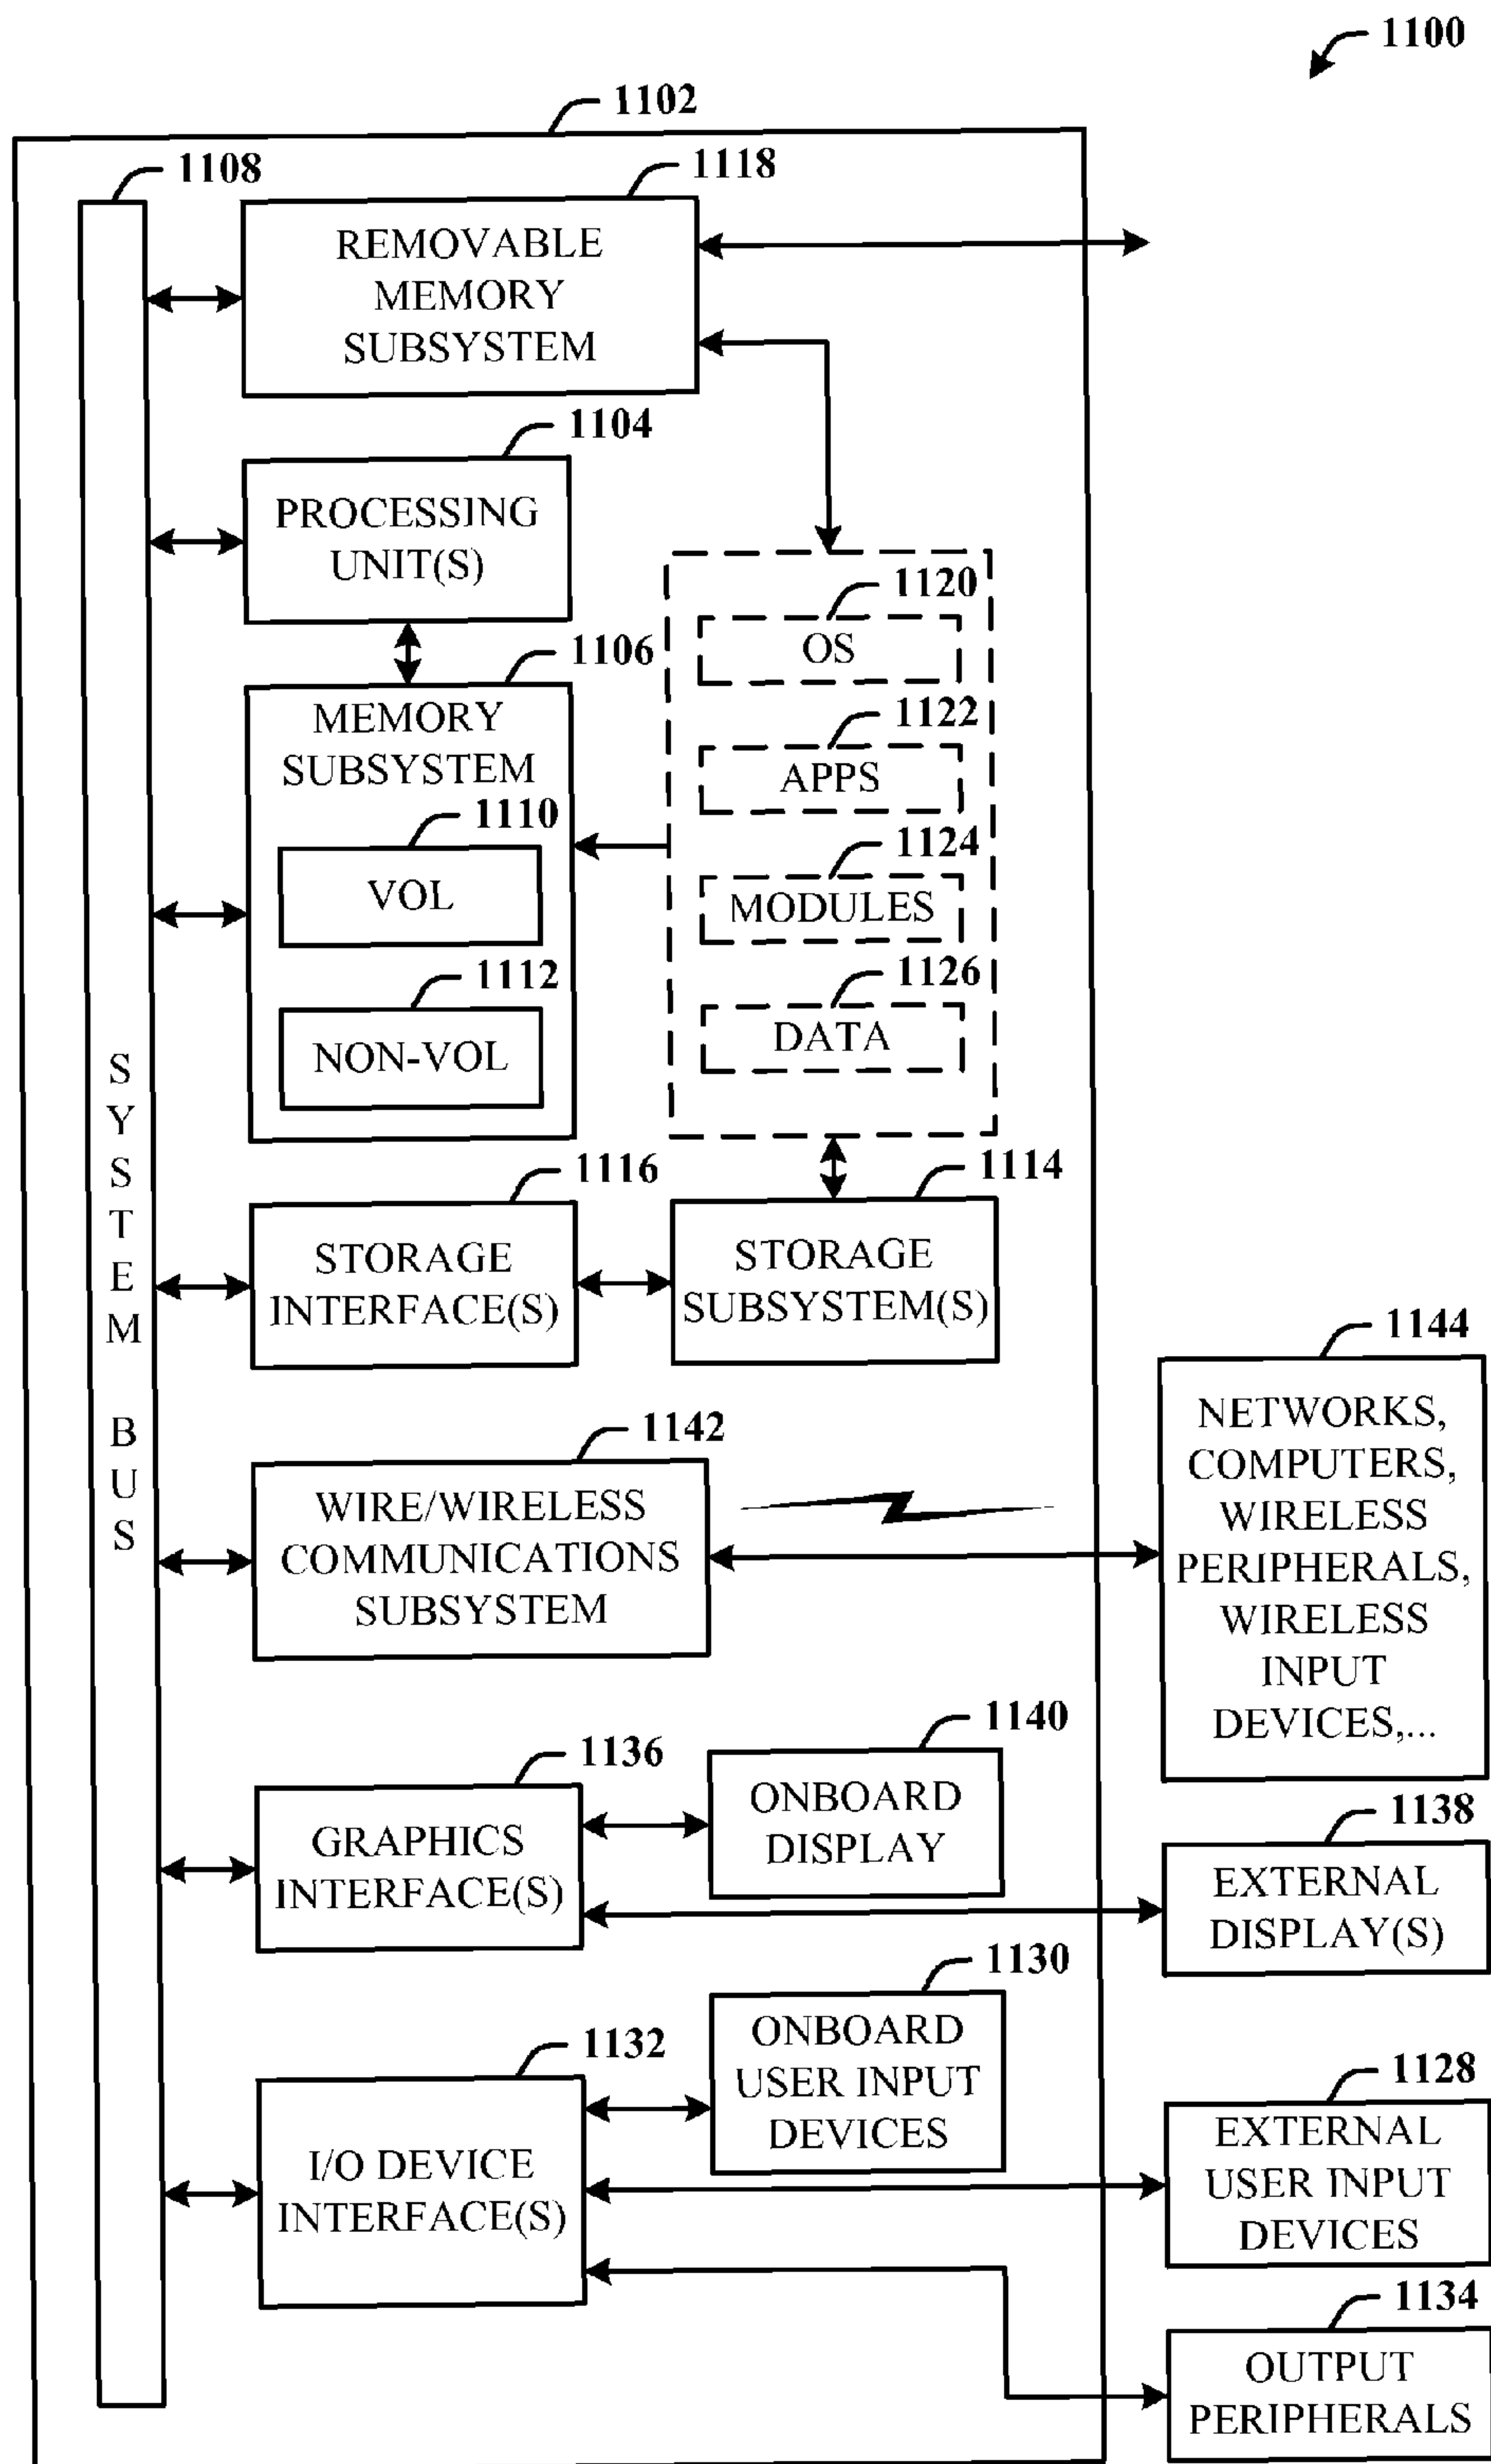 1100
1102
1108
1118
REMOVABLE
MEMORY
SUBSYSTEM
1104
PROCESSING
UNIT(S)
1106
MEMORY
SUBSYSTEM
1110
VOL
1112
NON-VOL
1120
OS
1122
APPS
1124
MODULES
1126
DATA
SYSTEM BUS
1116
STORAGE
INTERFACE(S)
1114
STORAGE
SUBSYSTEM(S)
1142
WIRE/WIRELESS
COMMUNICATIONS
SUBSYSTEM
1144
NETWORKS,
COMPUTERS,
WIRELESS
PERIPHERALS,
WIRELESS
INPUT
DEVICES,...
1136
GRAPHICS
INTERFACE(S)
1140
ONBOARD
DISPLAY
1138
EXTERNAL
DISPLAY(S)
1132
I/O DEVICE
INTERFACE(S)
1130
ONBOARD
USER INPUT
DEVICES
1128
EXTERNAL
USER INPUT
DEVICES
1134
OUTPUT
PERIPHERALS